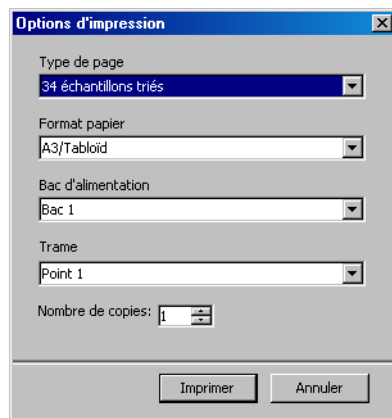 Options d'impression
Type de page
34 échantillons triés
Format papier
A3/Tabloïd
Bac d'alimentation
Bac 1
Trame
Point 1
Nombre de copies: 1
Imprimer Annuler